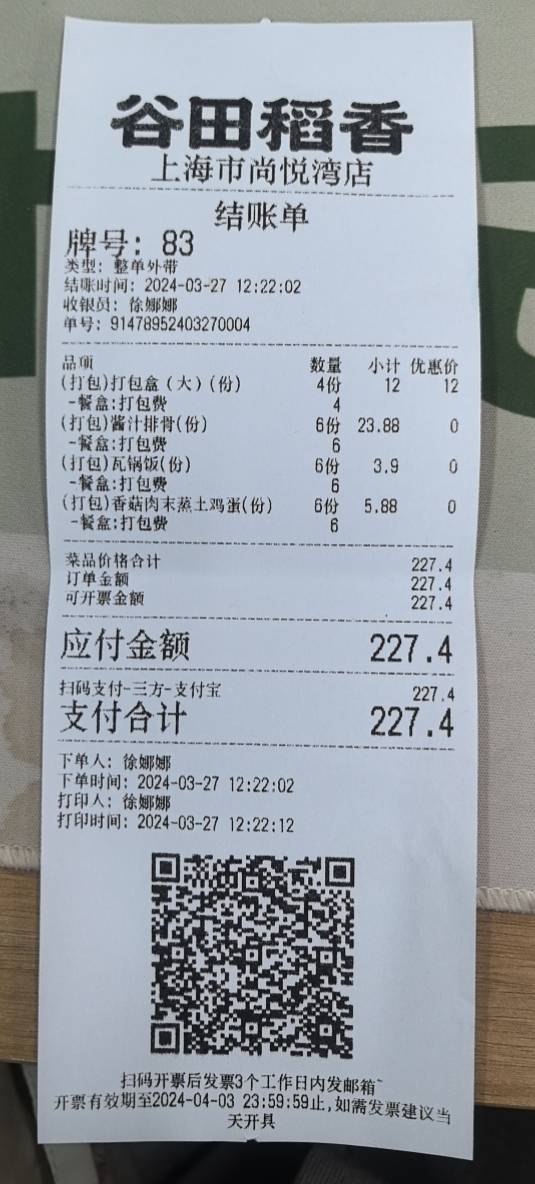 谷田稻香
上海市尚悦湾店
结账单
牌号: 83
类型: 整单外带
结账时间: 2024-03-27 12:22:02
收银员: 徐娜娜
单号: 91478952403270004
品项 数量 小计 优惠价
(打包)打包盒(大)(份) 4份 12 12
-餐盒:打包费 4
(打包)酱汁排骨(份) 6份 23.88 0
-餐盒:打包费 6
(打包)瓦锅饭(份) 6份 3.9 0
-餐盒:打包费 6
(打包)香菇肉末蒸土鸡蛋(份) 6份 5.88 0
-餐盒:打包费 6
菜品价格合计 227.4
订单金额 227.4
可开票金额 227.4
应付金额 227.4
扫码支付-三方-支付宝 227.4
支付合计 227.4
下单人: 徐娜娜
下单时间: 2024-03-27 12:22:02
打印人: 徐娜娜
打印时间: 2024-03-27 12:22:12
扫码开票后发票3个工作日内发邮箱~
开票有效期至2024-04-03 23:59:59止,如需发票建议当
天开具